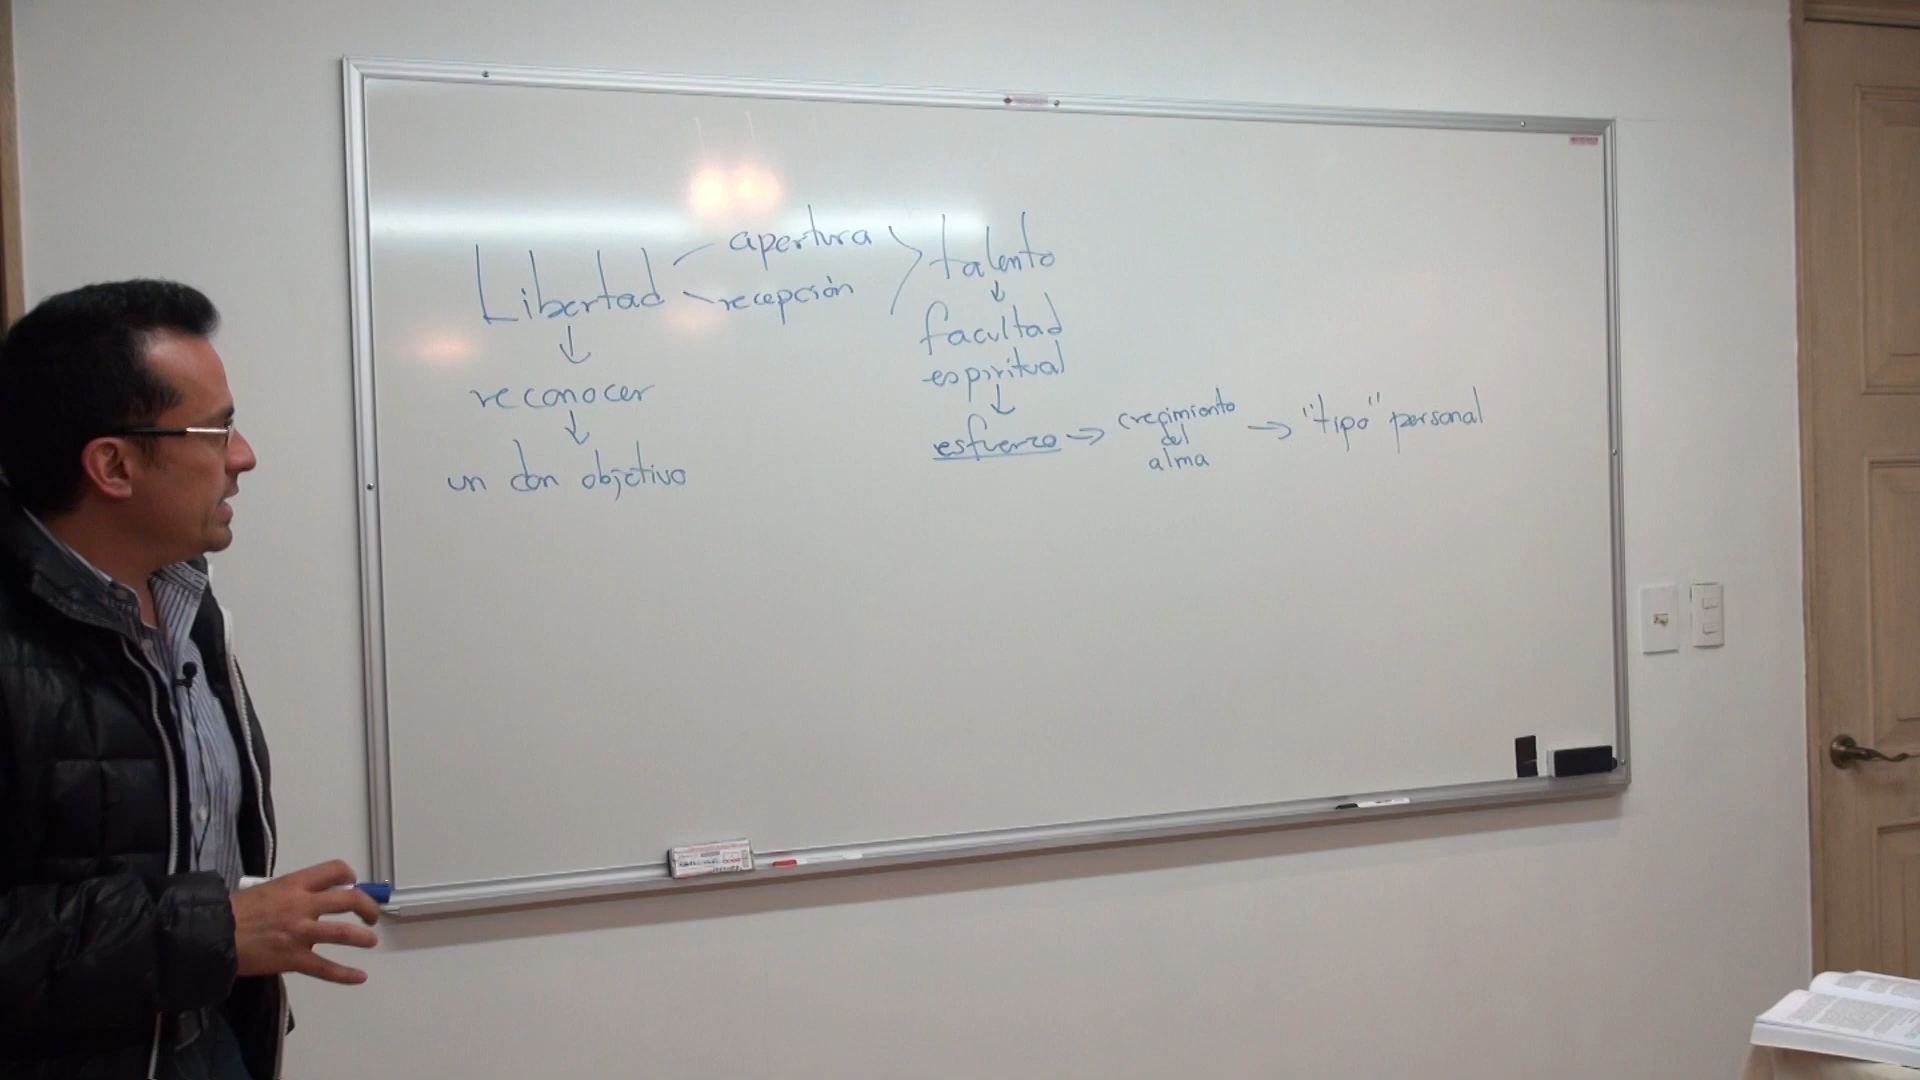 Libertad
apertura
recepción
talento
↓
facultad
espiritual
↓
esfuerzo → crecimiento del alma → "tipo" personal
↓
reconocer
↓
un don objetivo